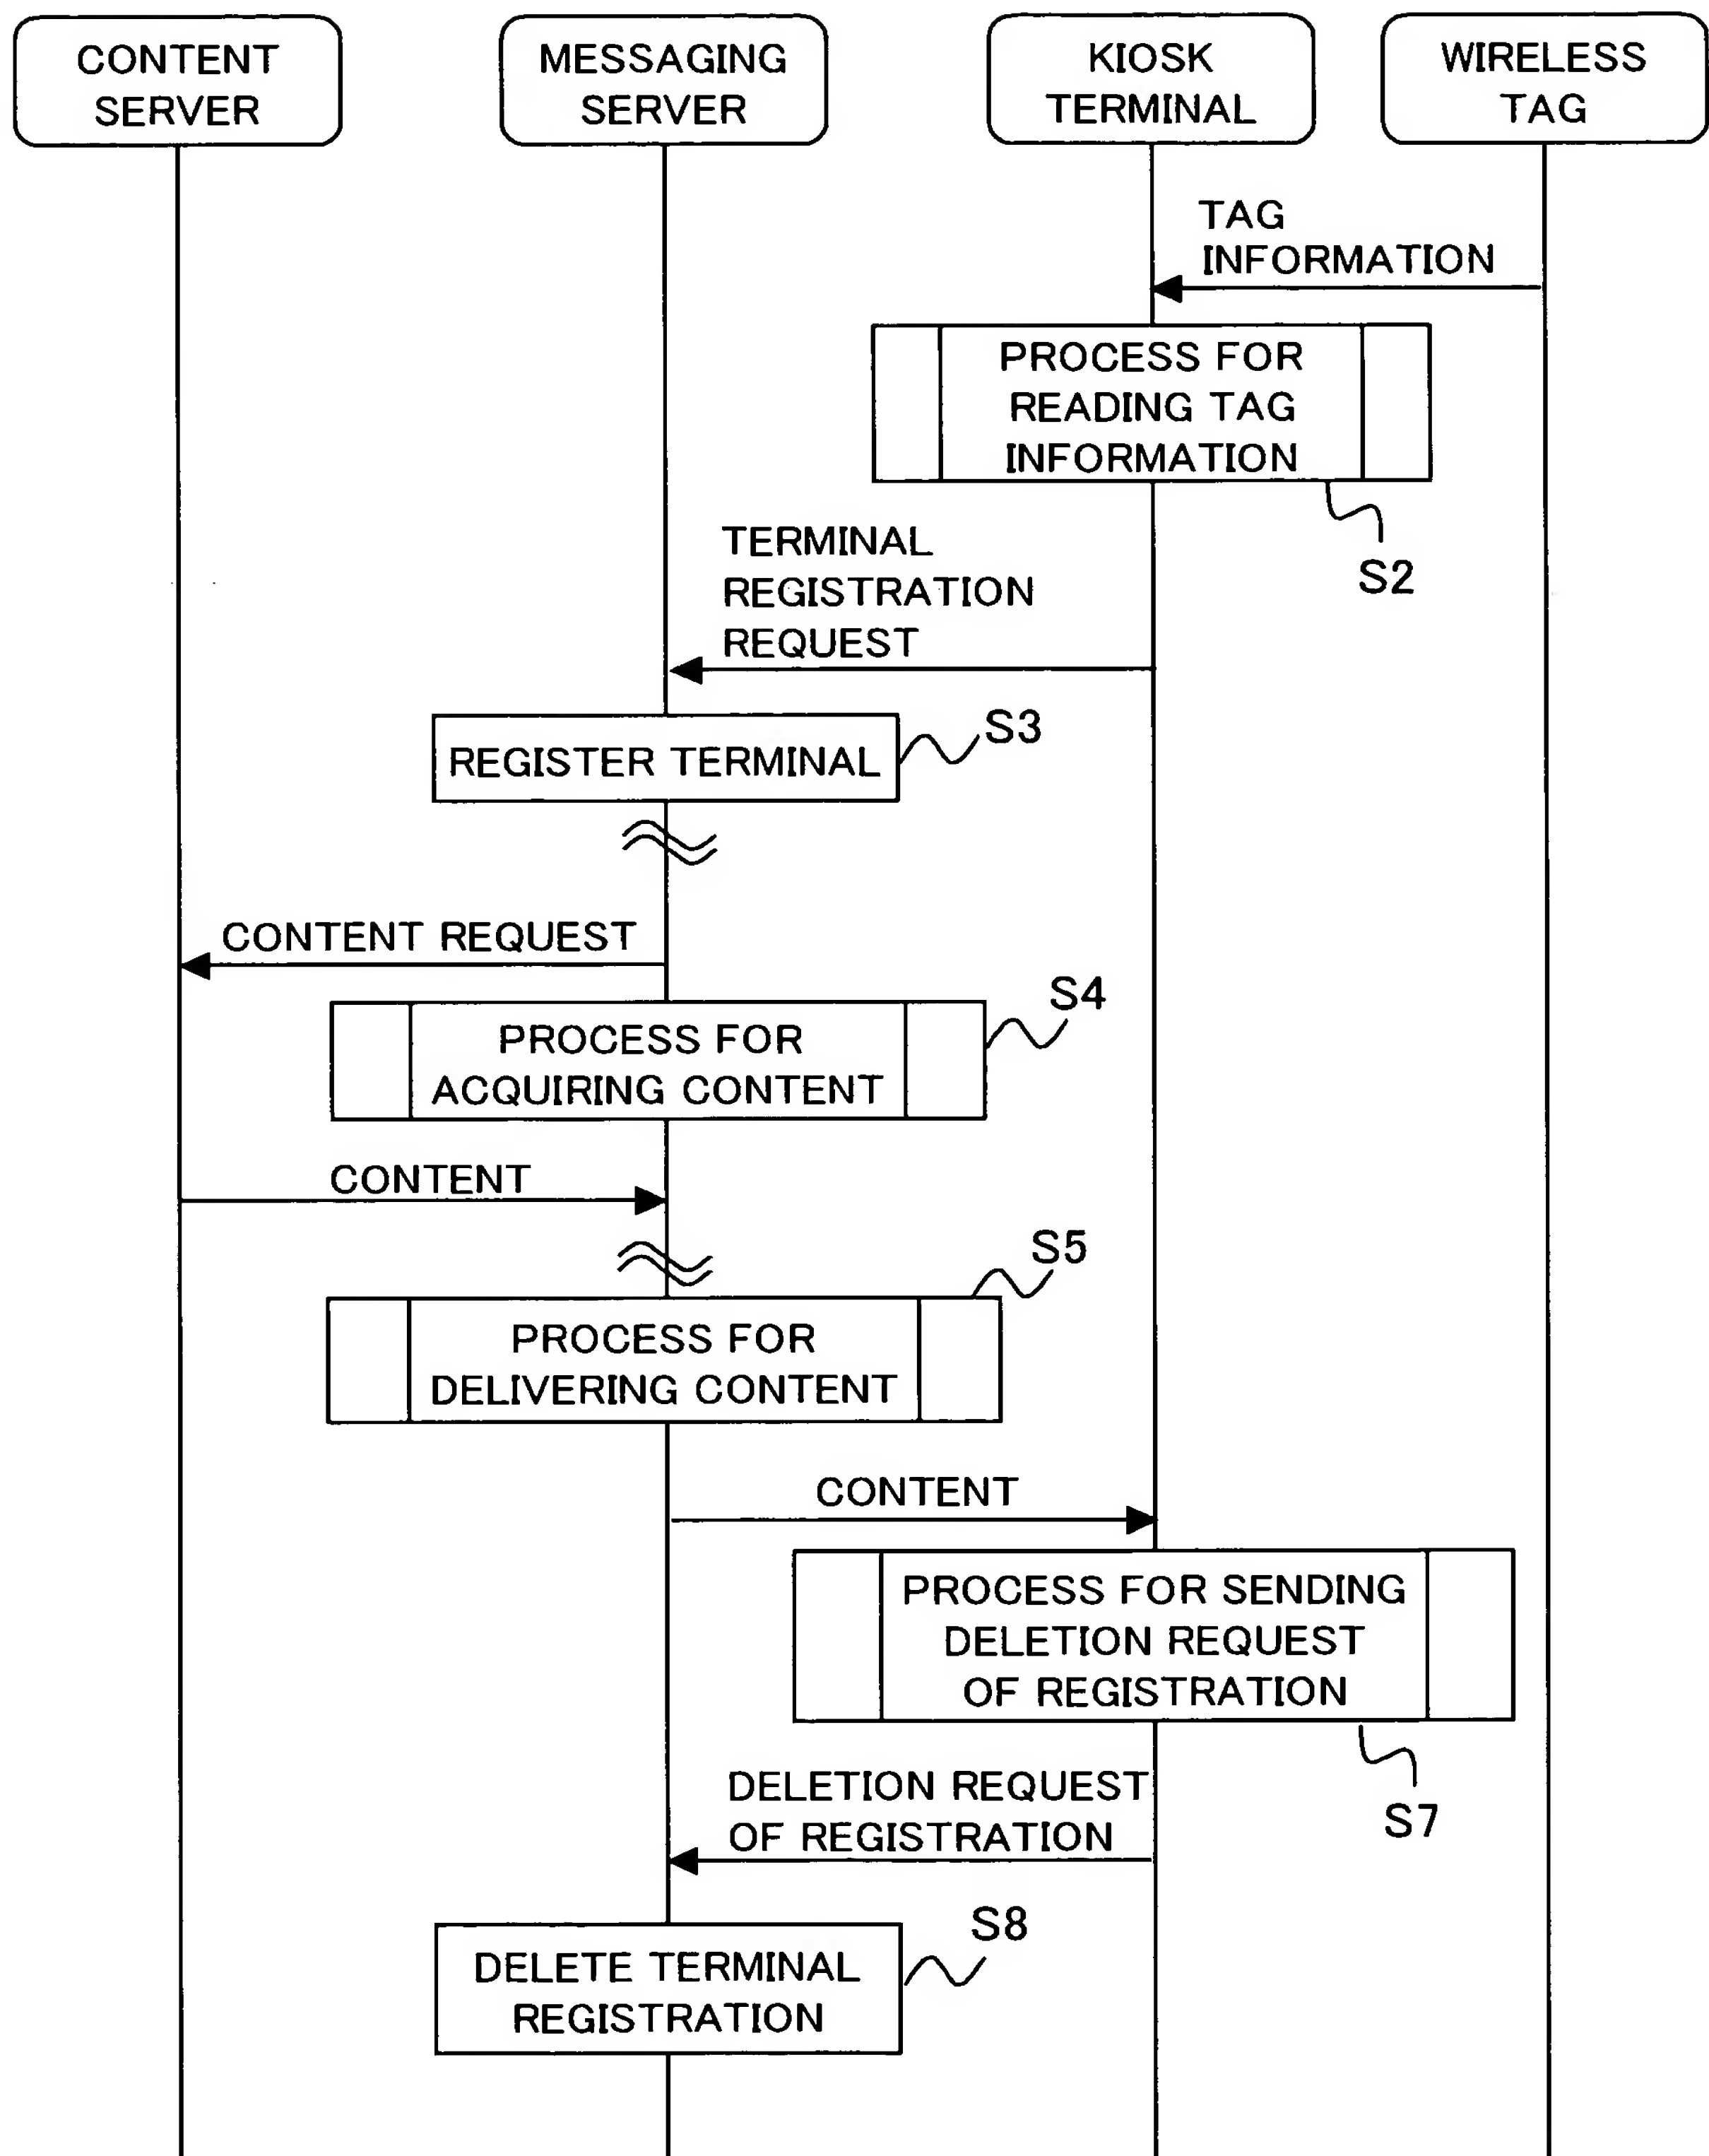 CONTENT
SERVER
MESSAGING
SERVER
KIOSK
TERMINAL
WIRELESS
TAG
TAG
INFORMATION
PROCESS FOR
READING TAG
INFORMATION
S2
TERMINAL
REGISTRATION
REQUEST
REGISTER TERMINAL
S3
CONTENT REQUEST
S4
PROCESS FOR
ACQUIRING CONTENT
CONTENT
S5
PROCESS FOR
DELIVERING CONTENT
CONTENT
PROCESS FOR SENDING
DELETION REQUEST
OF REGISTRATION
S7
DELETION REQUEST
OF REGISTRATION
S8
DELETE TERMINAL
REGISTRATION